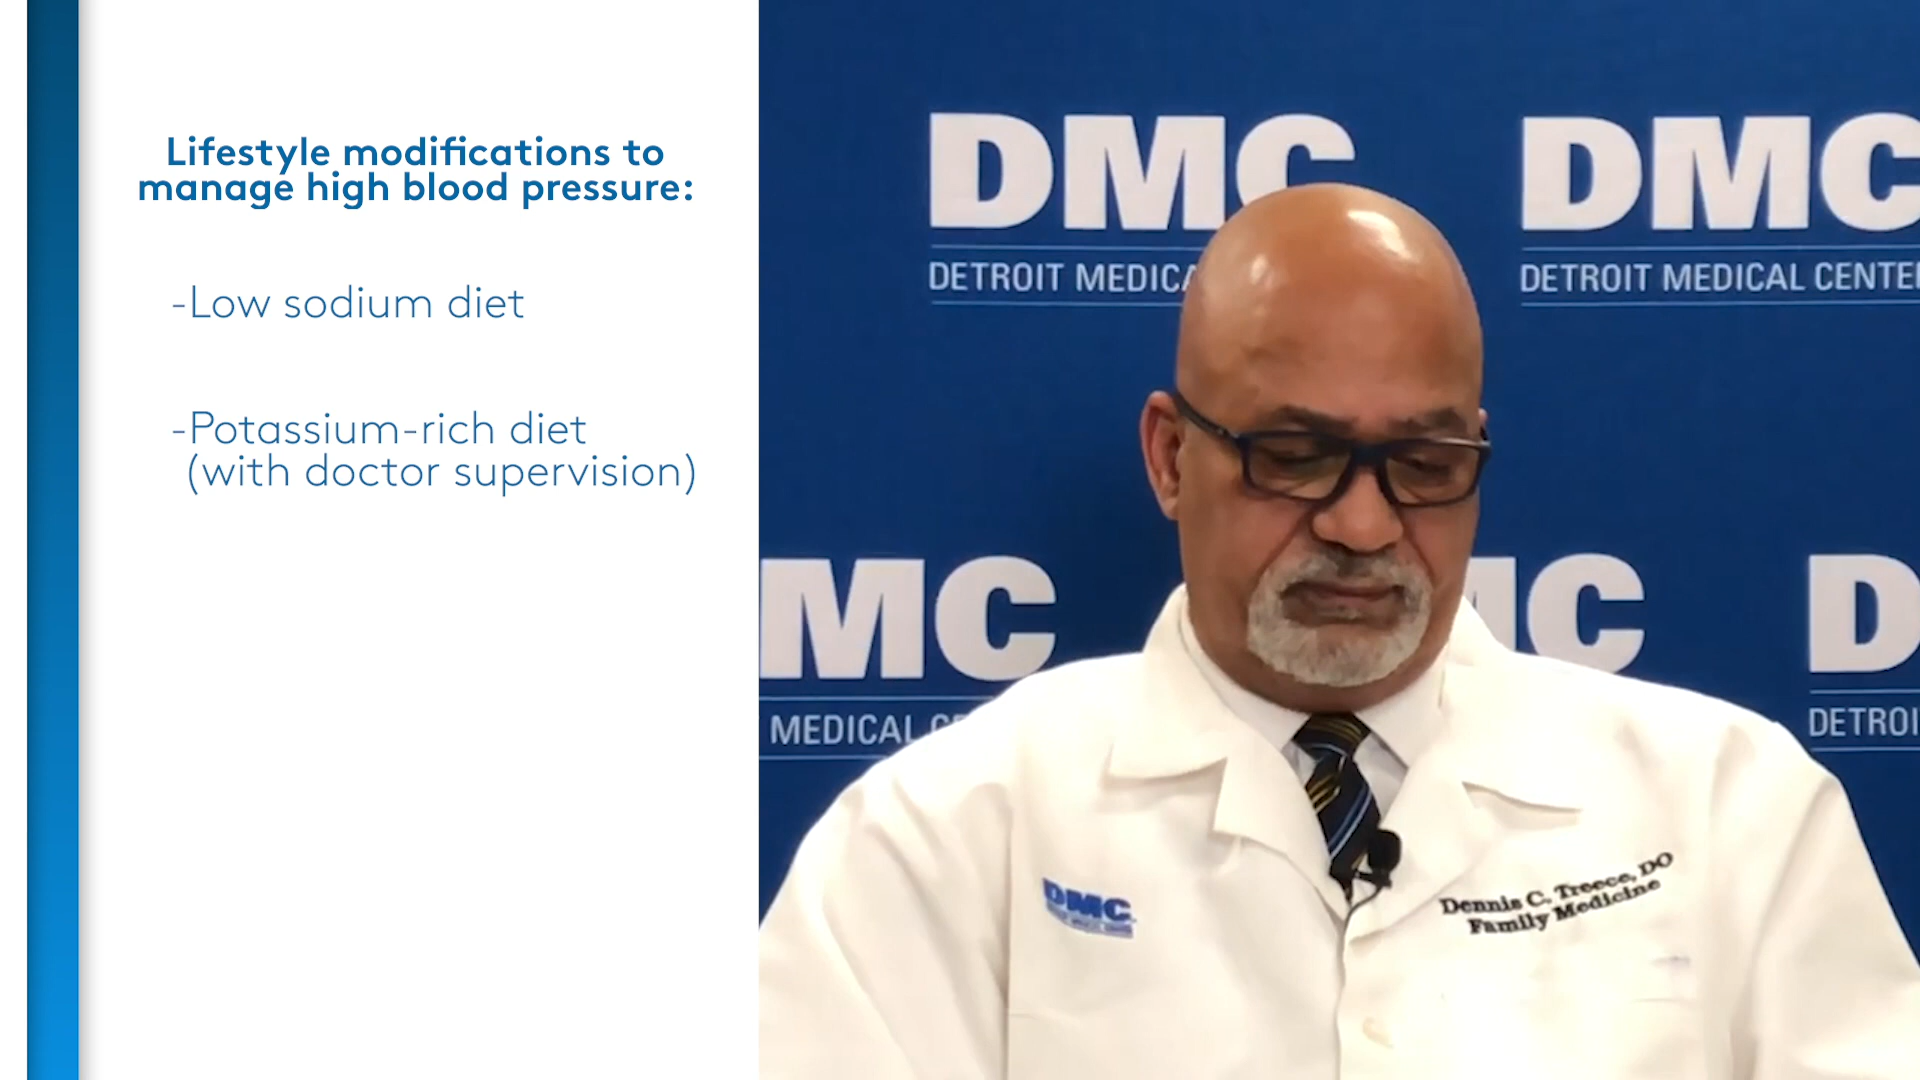 Lifestyle modifications to
manage high blood pressure:
-Low sodium diet
-Potassium-rich diet
(with doctor supervision)
DMC DMC
DETROIT MEDICA DETROIT MEDICAL CENTE
MC MC D
MEDICAL DETROI
DMC
Dennis C. Treece, DO
Family Medicine